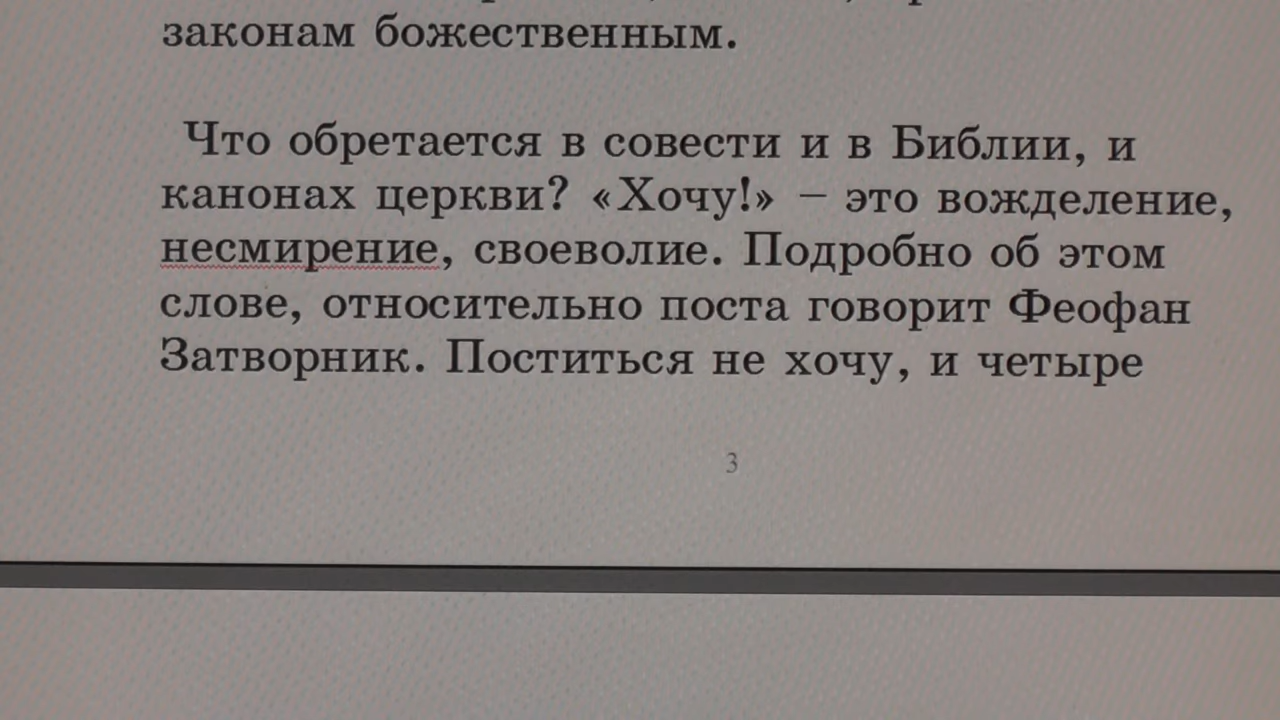 законам божественным.
Что обретается в совести и в Библии, и
канонах церкви? «Хочу!» – это вожделение,
несмирение, своеволие. Подробно об этом
слове, относительно поста говорит Феофан
Затворник. Поститься не хочу, и четыре
3